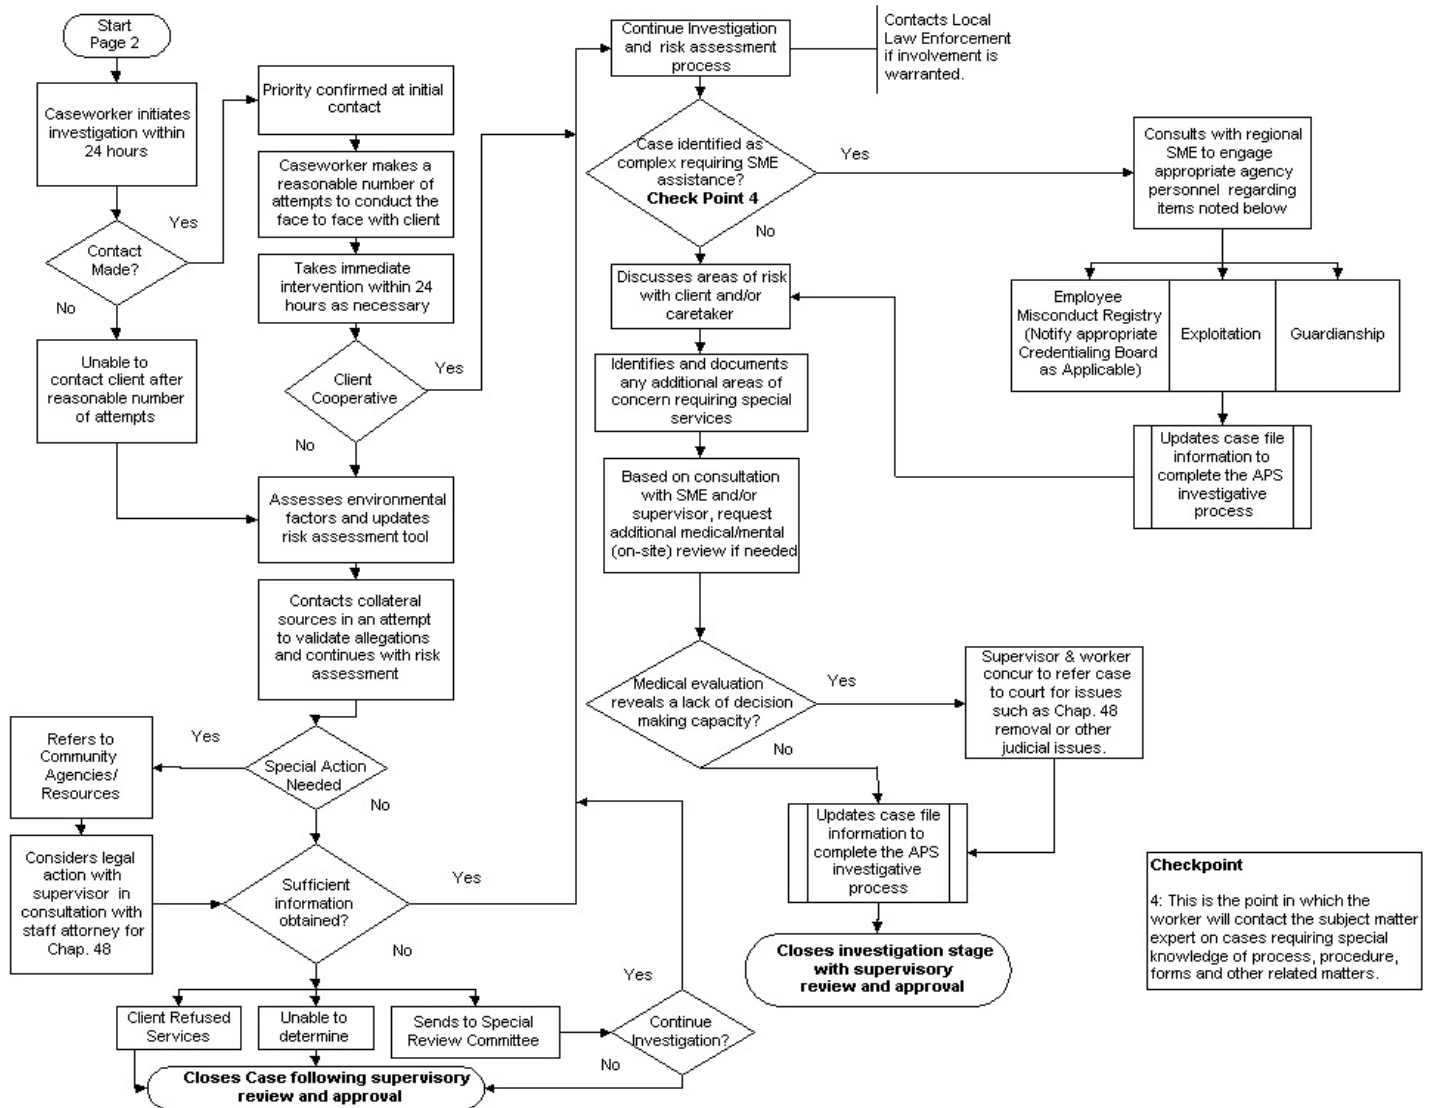 Start
Page 2
Caseworker initiates
investigation within
24 hours
Yes
Contact
Made?
No
Unable to
contact client after
reasonable number
of attempts
Priority confirmed at initial
contact
Caseworker makes a
reasonable number of
attempts to conduct the
face to face with client
Takes immediate
intervention within 24
hours as necessary
Client
Cooperative
Yes
No
Assesses environmental
factors and updates
risk assessment tool
Contacts collateral
sources in an attempt
to validate allegations
and continues with risk
assessment
Special Action
Needed
Yes
No
Refers to
Community
Agencies/
Resources
Considers legal
action with
supervisor in
consultation with
staff attorney for
Chap. 48
Sufficient
information
obtained?
Yes
No
Client Refused
Services
Unable to
determine
Sends to Special
Review Committee
Continue
Investigation?
Yes
No
Closes Case following supervisory
review and approval
Continue Investigation
and risk assessment
process
Contacts Local
Law Enforcement
if involvement is
warranted.
Case identified as
complex requiring SME
assistance?
Check Point 4
Yes
No
Consults with regional
SME to engage
appropriate agency
personnel regarding
items noted below
Employee
Misconduct Registry
(Notify appropriate
Credentialing Board
as Applicable)
Exploitation
Guardianship
Updates case file
information to
complete the APS
investigative
process
Discusses areas of risk
with client and/or
caretaker
Identifies and documents
any additional areas of
concern requiring special
services
Based on consultation
with SME and/or
supervisor, request
additional medical/mental
(on-site) review if needed
Medical evaluation
reveals a lack of decision
making capacity?
Yes
No
Supervisor & worker
concur to refer case
to court for issues
such as Chap. 48
removal or other
judicial issues.
Updates case file
information to
complete the APS
investigative
process
Closes investigation stage
with supervisory
review and approval
Checkpoint
4: This is the point in which the
worker will contact the subject matter
expert on cases requiring special
knowledge of process, procedure,
forms and other related matters.